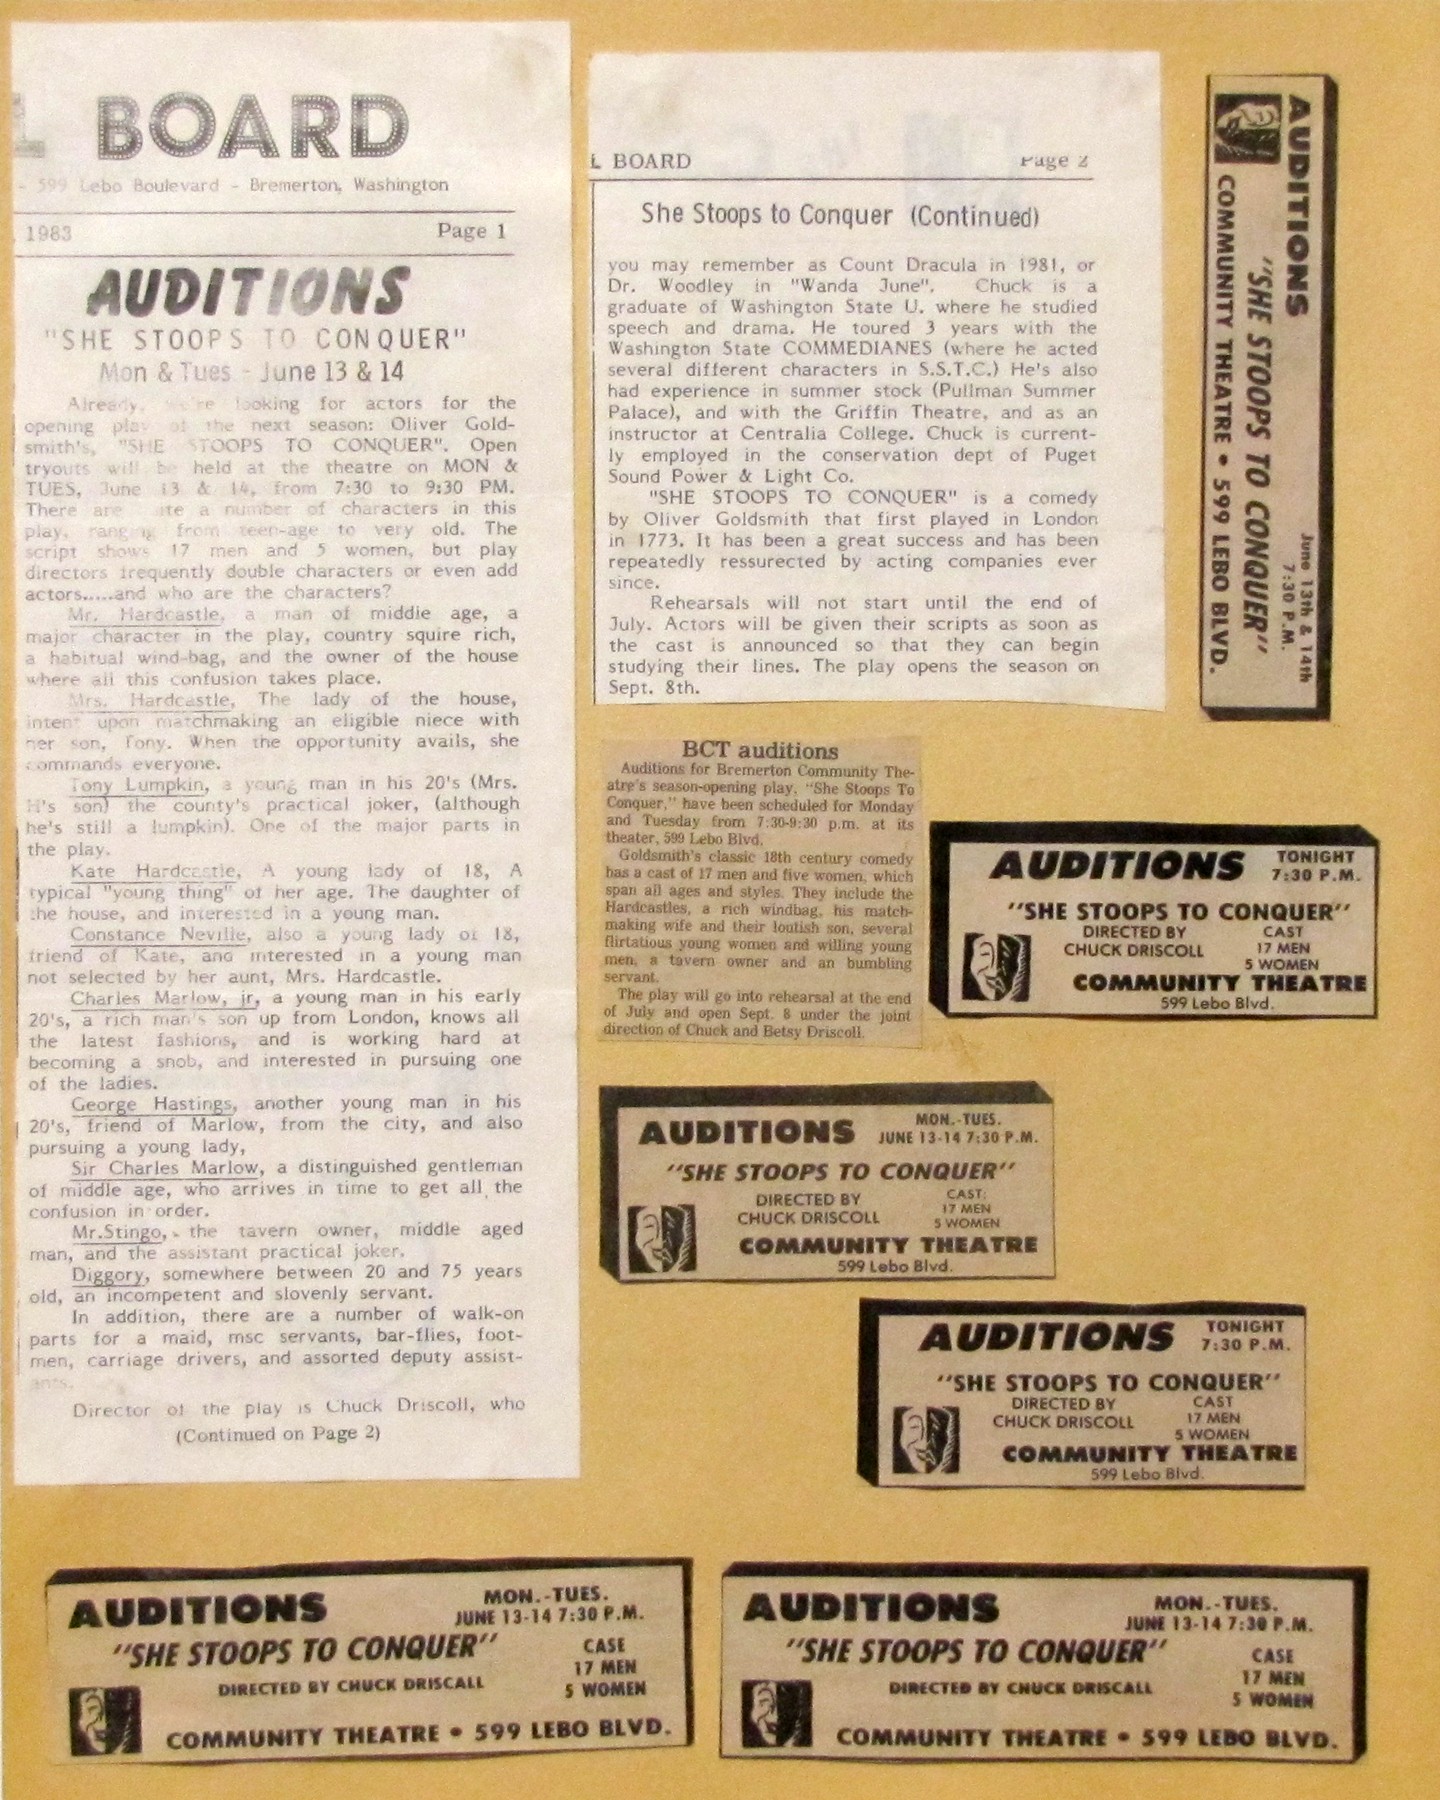 BOARD
- 599 Lebo Boulevard - Bremerton, Washington
1983 Page 1
AUDITIONS
"SHE STOOPS TO CONQUER"
Mon & Tues - June 13 & 14
Already, we're looking for actors for the
opening play of the next season: Oliver Gold-
smith's, "SHE STOOPS TO CONQUER". Open
tryouts will be held at the theatre on MON &
TUES, June 13 & 14, from 7:30 to 9:30 PM.
There are ite a number of characters in this
play, ranging from teen-age to very old. The
script shows 17 men and 5 women, but play
directors frequently double characters or even add
actors.....and who are the characters?
Mr. Hardcastle, a man of middle age, a
major character in the play, country squire rich,
a habitual wind-bag, and the owner of the house
where all this confusion takes place.
Mrs. Hardcastle, The lady of the house,
intent upon matchmaking an eligible niece with
her son, Tony. When the opportunity avails, she
commands everyone.
Tony Lumpkin, a young man in his 20's (Mrs.
H's son) the county's practical joker, (although
he's still a lumpkin). One of the major parts in
the play.
Kate Hardcastle, A young lady of 18, A
typical "young thing" of her age. The daughter of
the house, and interested in a young man.
Constance Neville, also a young lady of 18,
friend of Kate, and interested in a young man
not selected by her aunt, Mrs. Hardcastle.
Charles Marlow, jr, a young man in his early
20's, a rich man's son up from London, knows all
the latest fashions, and is working hard at
becoming a snob, and interested in pursuing one
of the ladies.
George Hastings, another young man in his
20's, friend of Marlow, from the city, and also
pursuing a young lady,
Sir Charles Marlow, a distinguished gentleman
of middle age, who arrives in time to get all the
confusion in order.
Mr.Stingo, the tavern owner, middle aged
man, and the assistant practical joker.
Diggory, somewhere between 20 and 75 years
old, an incompetent and slovenly servant.
In addition, there are a number of walk-on
parts for a maid, msc servants, bar-flies, foot-
men, carriage drivers, and assorted deputy assist-
ants.
Director of the play is Chuck Driscoll, who
(Continued on Page 2)
L BOARD Page 2
She Stoops to Conquer (Continued)
you may remember as Count Dracula in 1981, or
Dr. Woodley in "Wanda June". Chuck is a
graduate of Washington State U. where he studied
speech and drama. He toured 3 years with the
Washington State COMMEDIANES (where he acted
several different characters in S.S.T.C.) He's also
had experience in summer stock (Pullman Summer
Palace), and with the Griffin Theatre, and as an
instructor at Centralia College. Chuck is current-
ly employed in the conservation dept of Puget
Sound Power & Light Co.
"SHE STOOPS TO CONQUER" is a comedy
by Oliver Goldsmith that first played in London
in 1773. It has been a great success and has been
repeatedly ressurected by acting companies ever
since.
Rehearsals will not start until the end of
July. Actors will be given their scripts as soon as
the cast is announced so that they can begin
studying their lines. The play opens the season on
Sept. 8th.
AUDITIONS June 13th & 14th
7:30 P.M.
"SHE STOOPS TO CONQUER"
COMMUNITY THEATRE • 599 LEBO BLVD.
BCT auditions
Auditions for Bremerton Community The-
atre's season-opening play, "She Stoops To
Conquer," have been scheduled for Monday
and Tuesday from 7:30-9:30 p.m. at its
theater, 599 Lebo Blvd.
Goldsmith's classic 18th century comedy
has a cast of 17 men and five women, which
span all ages and styles. They include the
Hardcastles, a rich windbag, his match-
making wife and their loutish son, several
flirtatious young women and willing young
men, a tavern owner and an bumbling
servant.
The play will go into rehearsal at the end
of July and open Sept. 8 under the joint
direction of Chuck and Betsy Driscoll.
AUDITIONS TONIGHT
7:30 P.M.
"SHE STOOPS TO CONQUER"
DIRECTED BY CAST
CHUCK DRISCOLL 17 MEN
5 WOMEN
COMMUNITY THEATRE
599 Lebo Blvd.
AUDITIONS MON.-TUES.
JUNE 13-14 7:30 P.M.
"SHE STOOPS TO CONQUER"
DIRECTED BY CAST:
CHUCK DRISCOLL 17 MEN
5 WOMEN
COMMUNITY THEATRE
599 Lebo Blvd.
AUDITIONS TONIGHT
7:30 P.M.
"SHE STOOPS TO CONQUER"
DIRECTED BY CAST
CHUCK DRISCOLL 17 MEN
5 WOMEN
COMMUNITY THEATRE
599 Lebo Blvd.
AUDITIONS MON.-TUES.
JUNE 13-14 7:30 P.M.
"SHE STOOPS TO CONQUER" CASE
17 MEN
DIRECTED BY CHUCK DRISCALL 5 WOMEN
COMMUNITY THEATRE • 599 LEBO BLVD.
AUDITIONS MON.-TUES.
JUNE 13-14 7:30 P.M.
"SHE STOOPS TO CONQUER" CASE
17 MEN
DIRECTED BY CHUCK DRISCALL 5 WOMEN
COMMUNITY THEATRE • 599 LEBO BLVD.